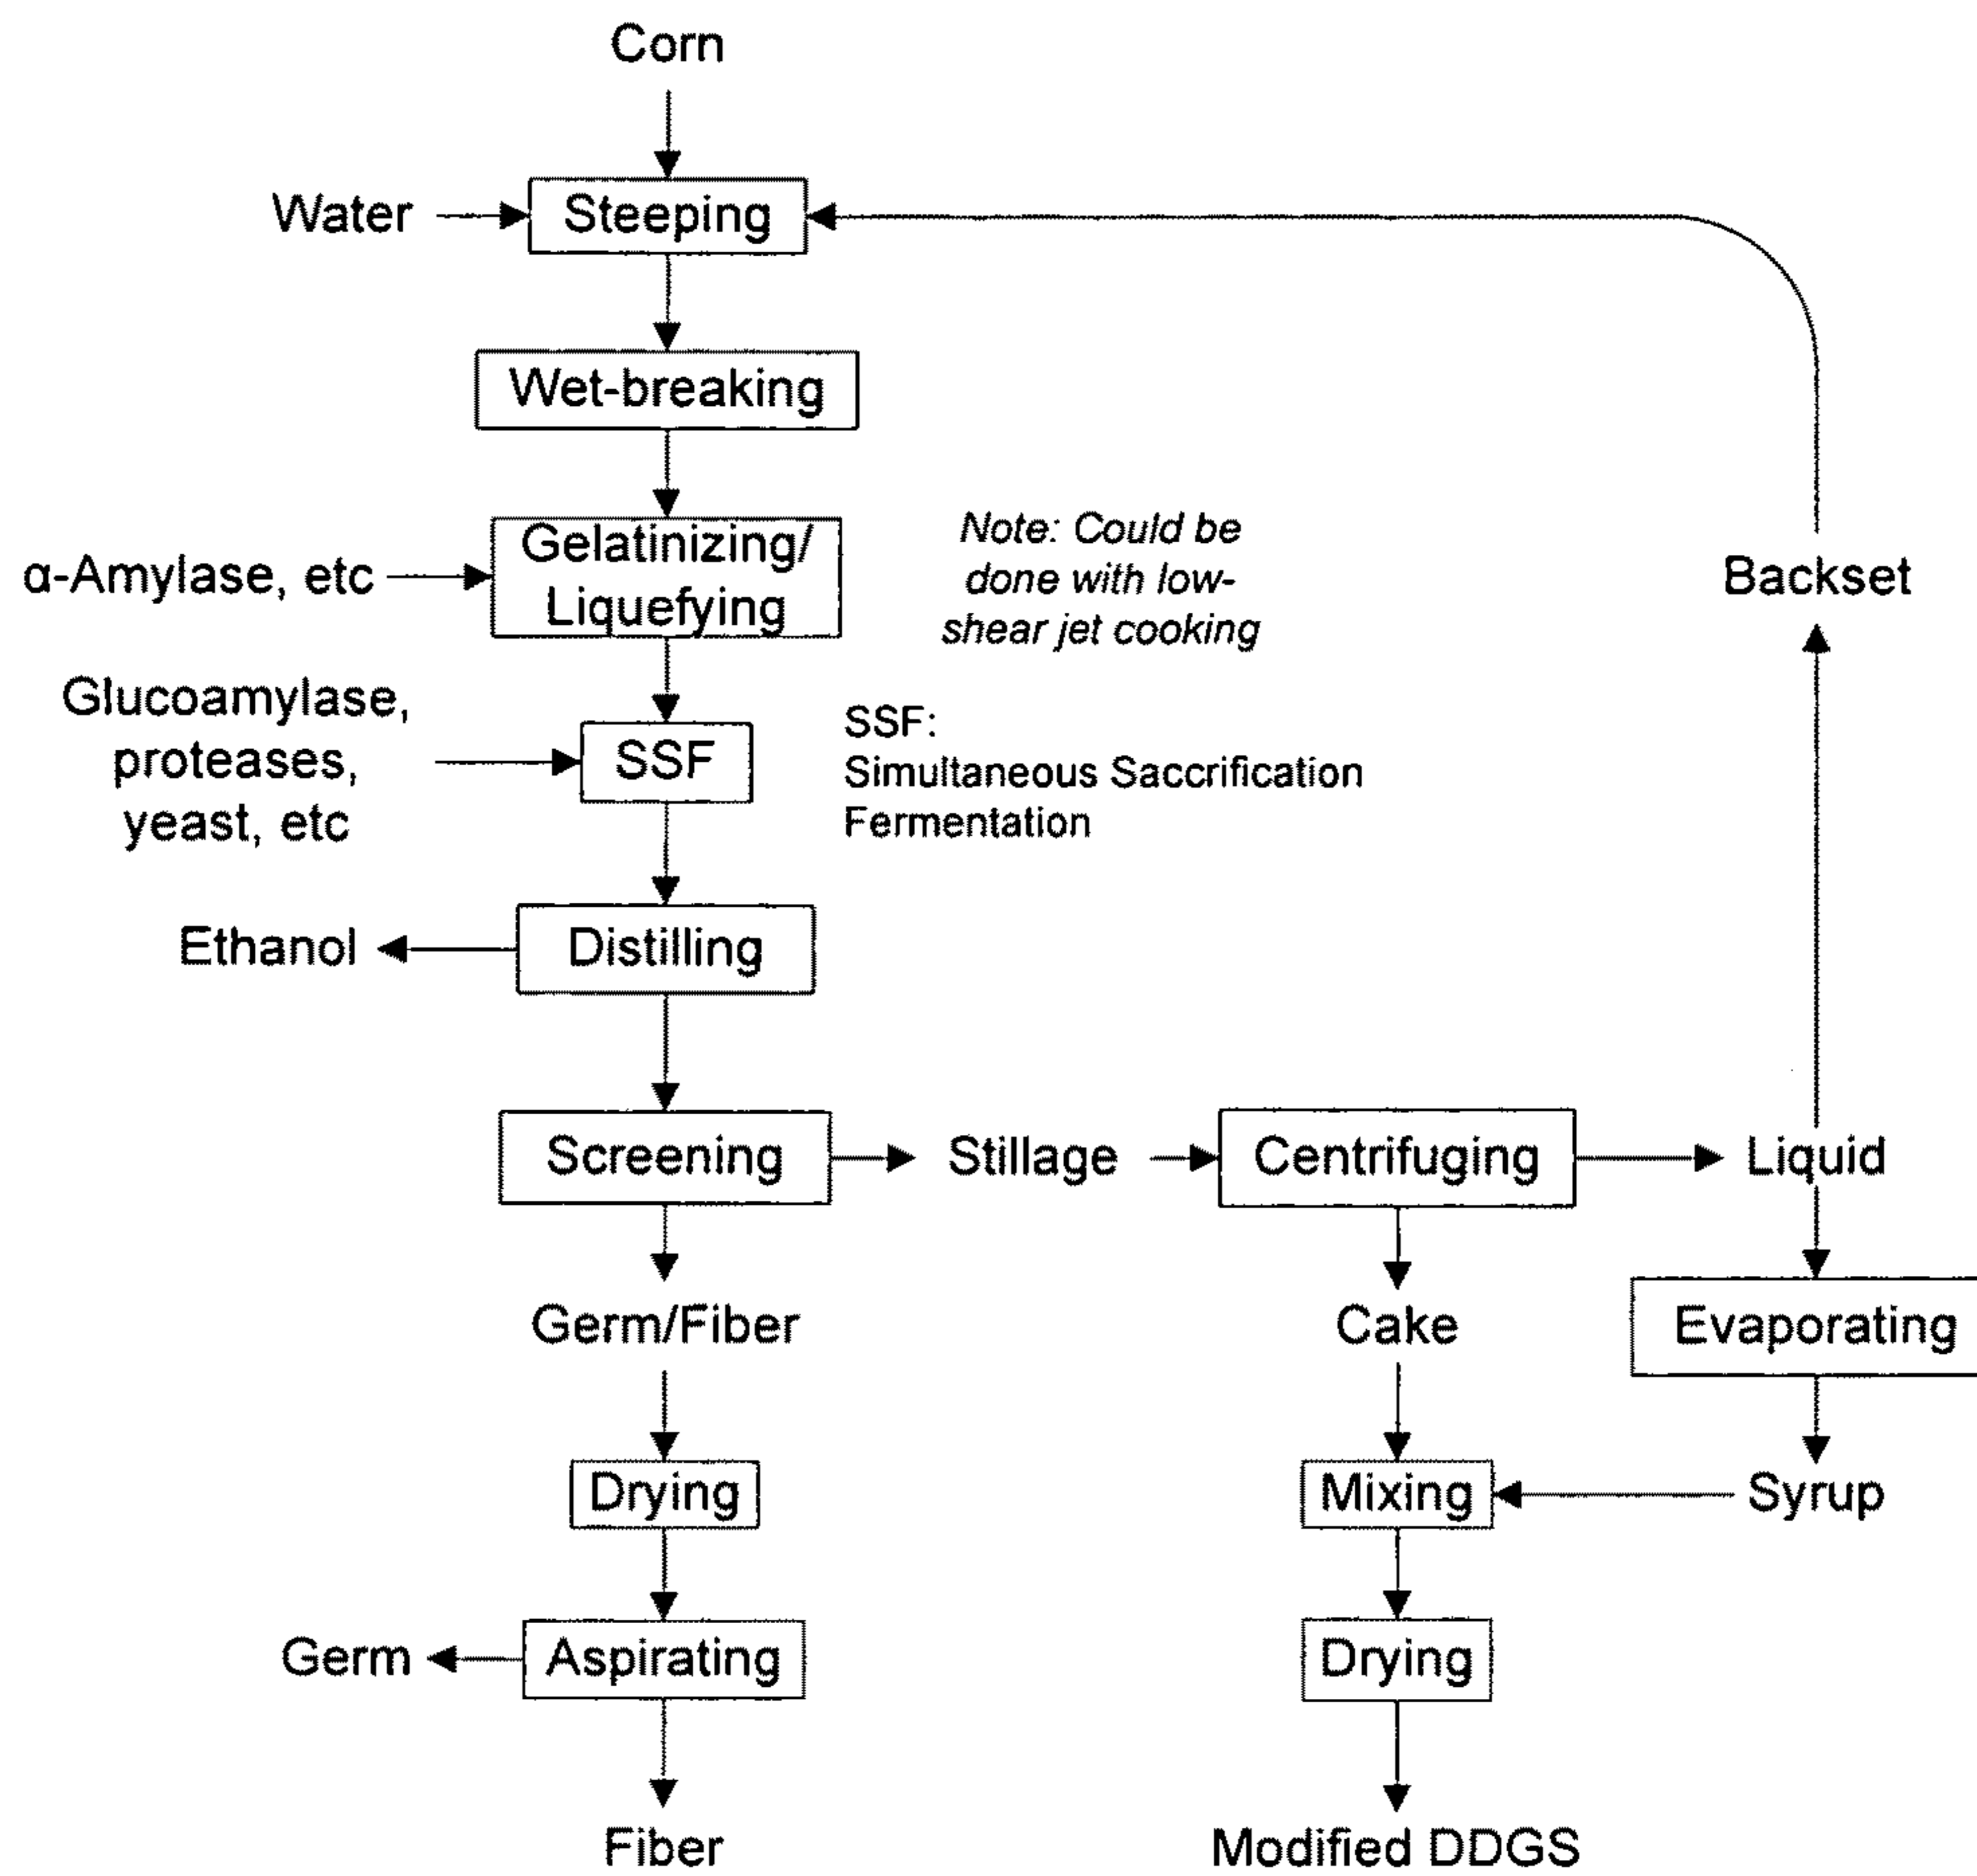 Corn
Water
Steeping
Wet-breaking
α-Amylase, etc
Gelatinizing/
Liquefying
Note: Could be
done with low-
shear jet cooking
Backset
Glucoamylase,
proteases,
yeast, etc
SSF
SSF:
Simultaneous Saccrification
Fermentation
Ethanol
Distilling
Screening
Stillage
Centrifuging
Liquid
Germ/Fiber
Cake
Evaporating
Drying
Mixing
Syrup
Germ
Aspirating
Drying
Fiber
Modified DDGS